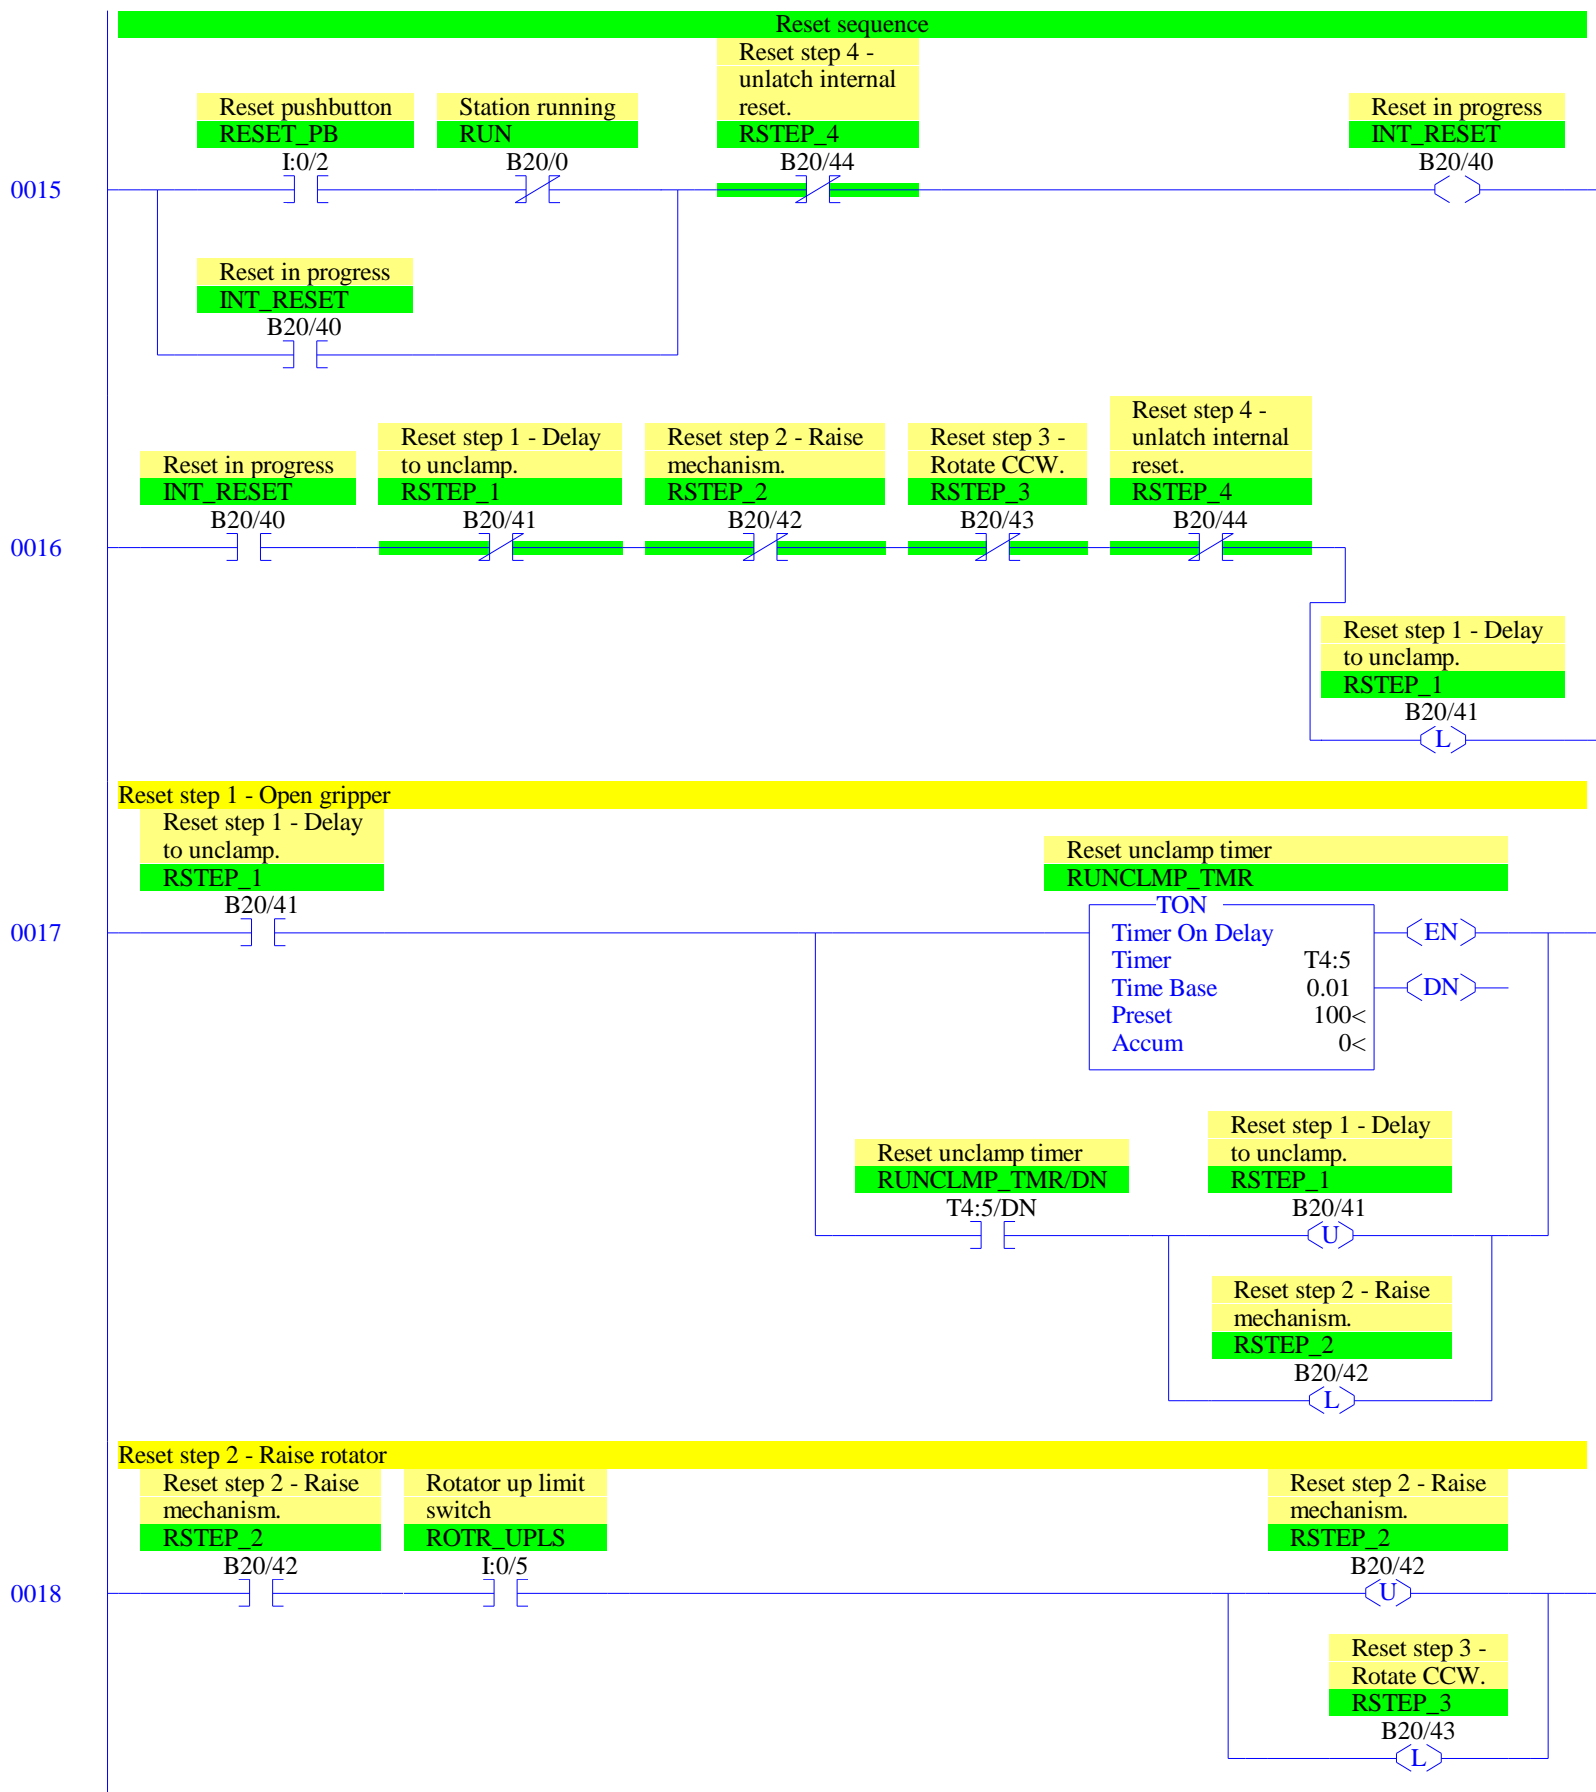 Reset sequence
Reset step 4 -
unlatch internal
reset.
RSTEP_4
B20/44
Reset pushbutton
RESET_PB
I:0/2
Station running
RUN
B20/0
Reset in progress
INT_RESET
B20/40
0015
Reset in progress
INT_RESET
B20/40
Reset in progress
INT_RESET
B20/40
Reset step 1 - Delay
to unclamp.
RSTEP_1
B20/41
Reset step 2 - Raise
mechanism.
RSTEP_2
B20/42
Reset step 3 -
Rotate CCW.
RSTEP_3
B20/43
Reset step 4 -
unlatch internal
reset.
RSTEP_4
B20/44
0016
Reset step 1 - Delay
to unclamp.
RSTEP_1
B20/41
L
Reset step 1 - Open gripper
Reset step 1 - Delay
to unclamp.
RSTEP_1
B20/41
0017
Reset unclamp timer
RUNCLMP_TMR
TON
Timer On Delay
Timer T4:5
Time Base 0.01
Preset 100<
Accum 0<
EN
DN
Reset unclamp timer
RUNCLMP_TMR/DN
T4:5/DN
Reset step 1 - Delay
to unclamp.
RSTEP_1
B20/41
U
Reset step 2 - Raise
mechanism.
RSTEP_2
B20/42
L
Reset step 2 - Raise rotator
Reset step 2 - Raise
mechanism.
RSTEP_2
B20/42
Rotator up limit
switch
ROTR_UPLS
I:0/5
Reset step 2 - Raise
mechanism.
RSTEP_2
B20/42
0018
U
Reset step 3 -
Rotate CCW.
RSTEP_3
B20/43
L